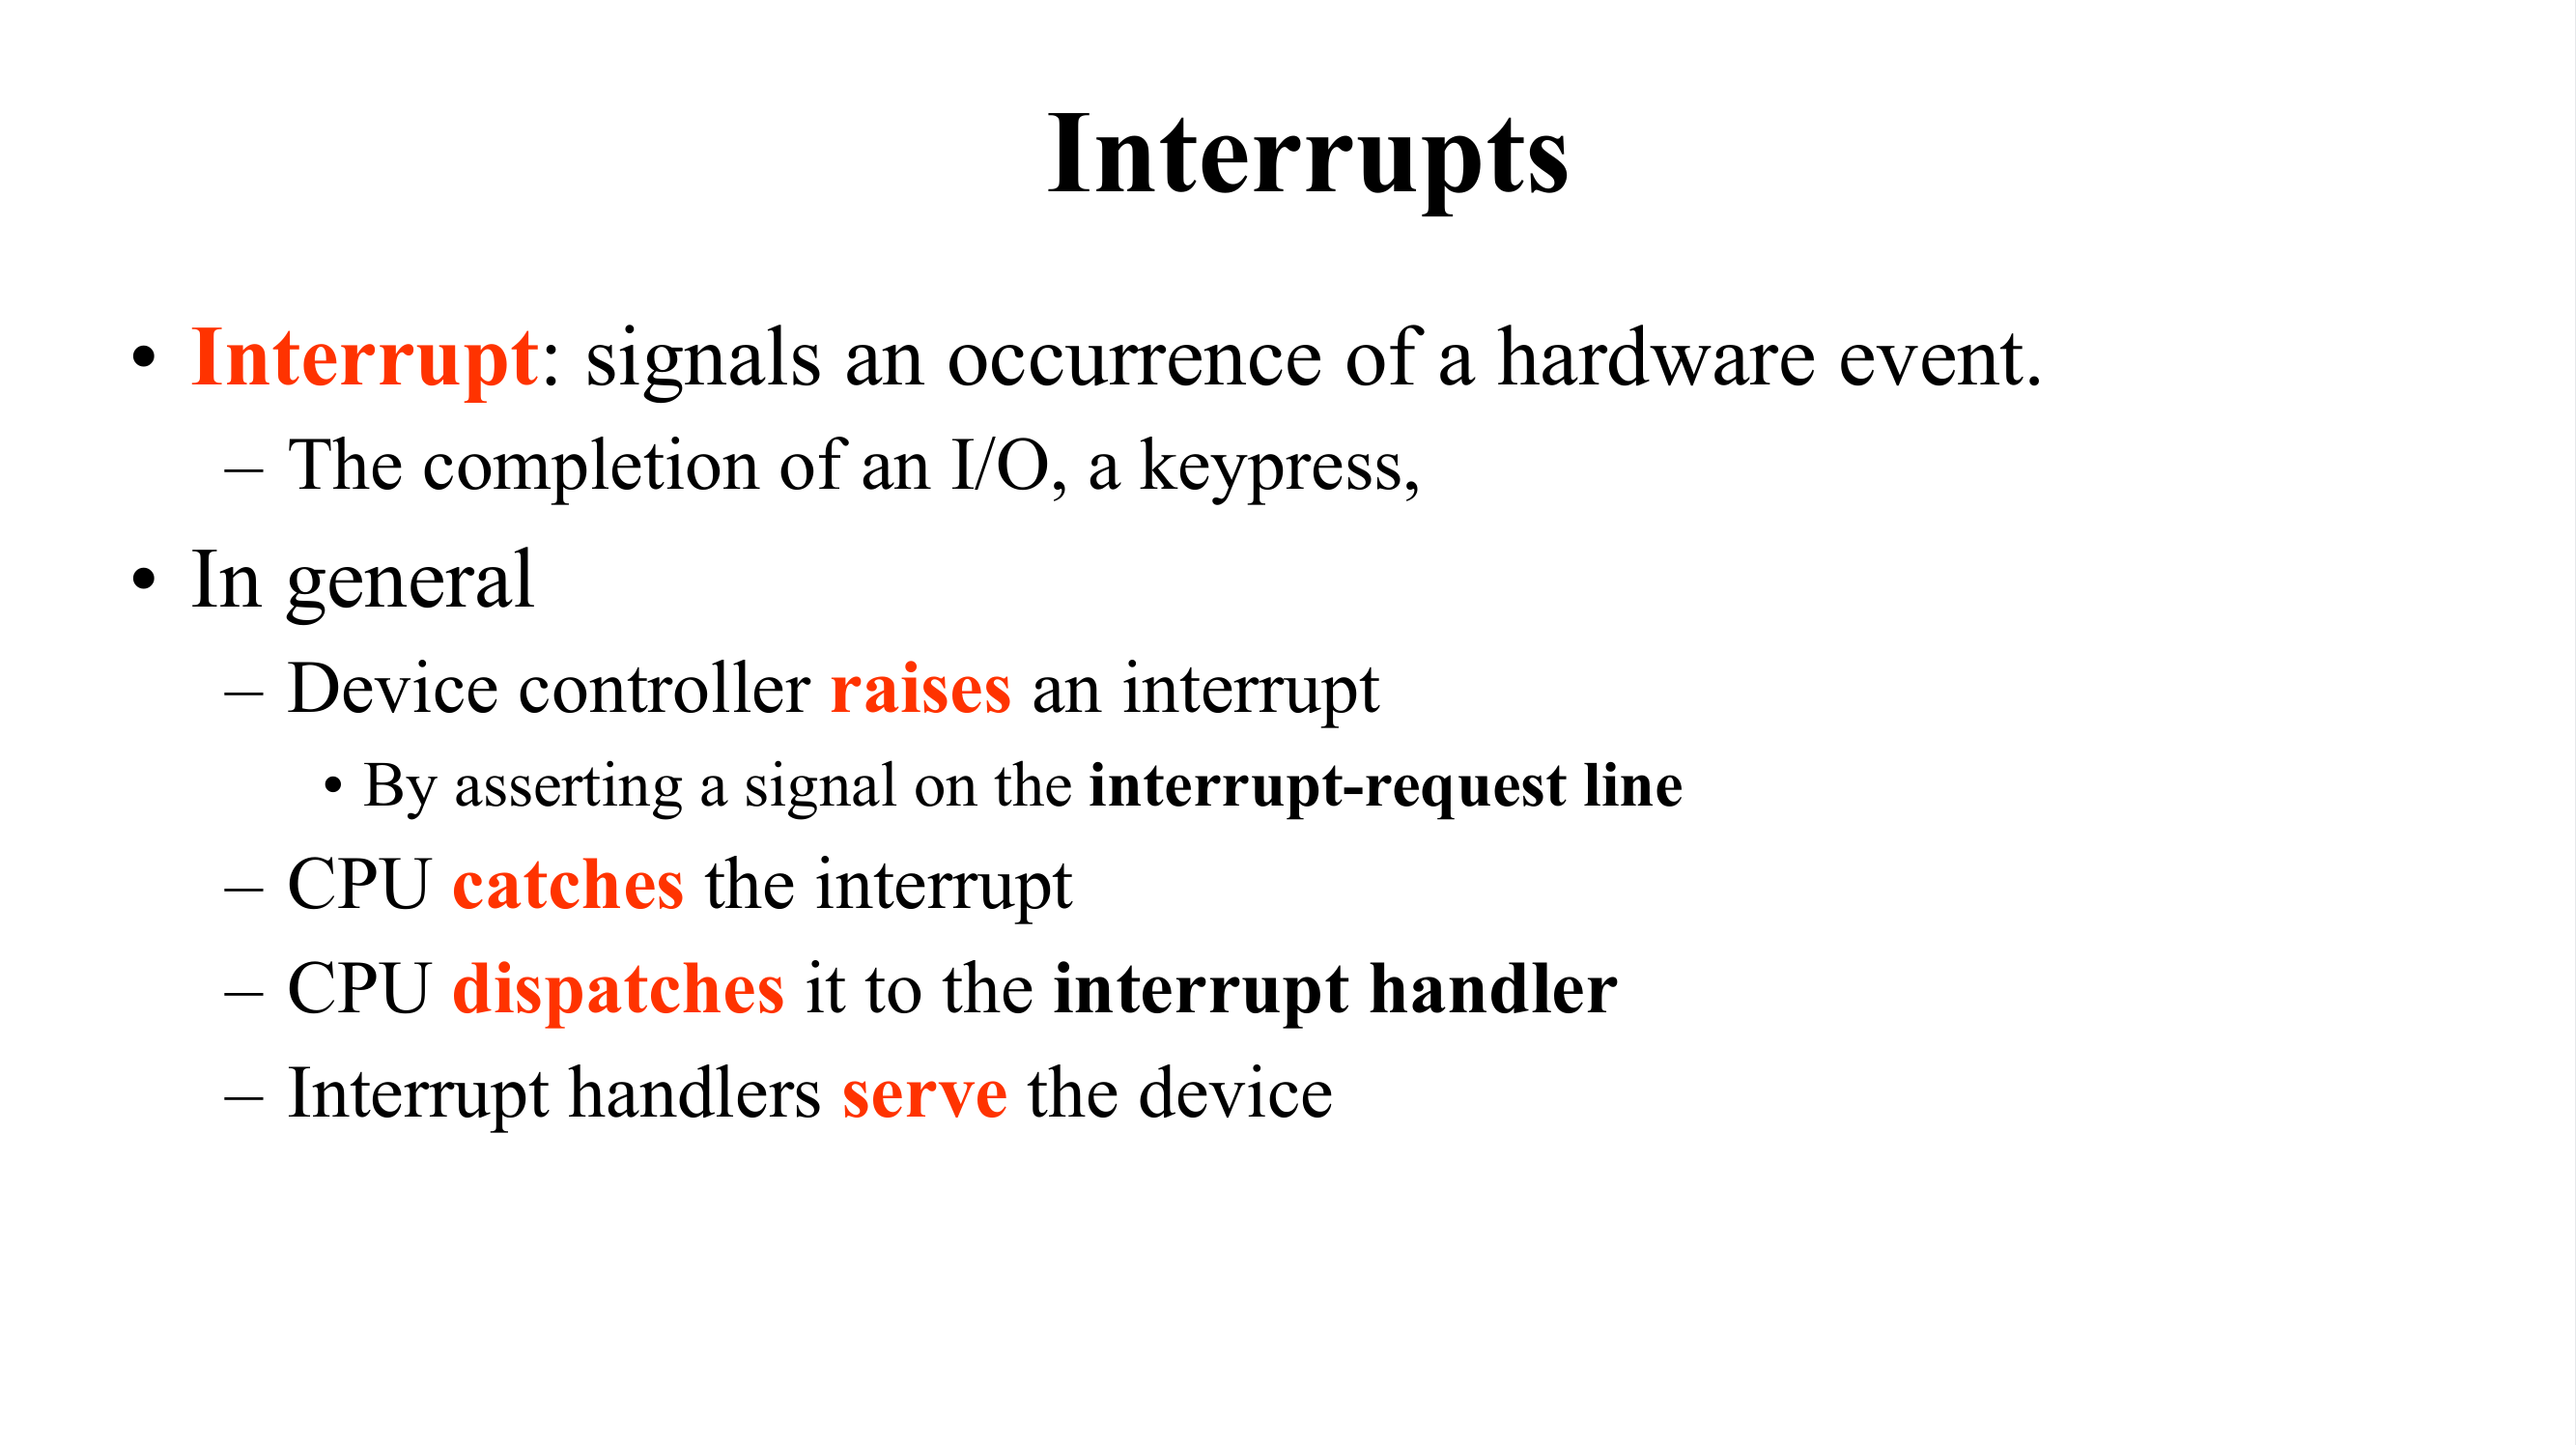 Interrupts
• Interrupt: signals an occurrence of a hardware event.
– The completion of an I/O, a keypress,
• In general
– Device controller raises an interrupt
• By asserting a signal on the interrupt-request line
– CPU catches the interrupt
– CPU dispatches it to the interrupt handler
– Interrupt handlers serve the device